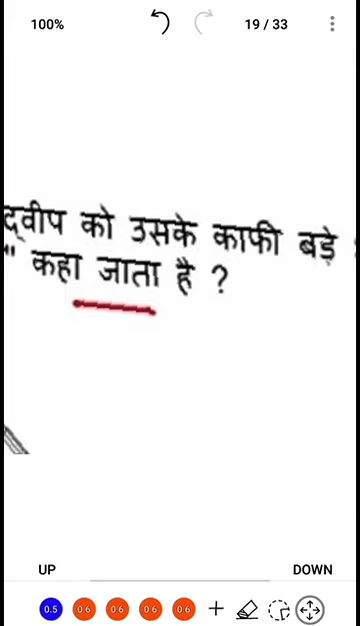 100%
19 / 33
द्वीप को उसके काफी बड़े
" कहा जाता है ?
UP
DOWN
0.5 0.6 0.6 0.6 0.6